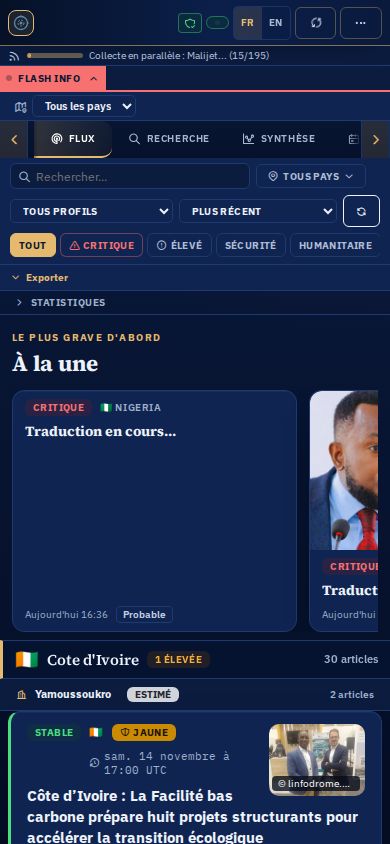 FR EN
Collecte en parallèle : Malijet... (15/195)
FLASH INFO
Tous les pays
FLUX RECHERCHE SYNTHÈSE
Rechercher... TOUS PAYS
TOUS PROFILS PLUS RÉCENT
TOUT CRITIQUE ÉLEVÉ SÉCURITÉ HUMANITAIRE
Exporter
STATISTIQUES
LE PLUS GRAVE D'ABORD
À la une
CRITIQUE NIGERIA
Traduction en cours...
Aujourd'hui 16:36 Probable
CRITIQUE
Traduct
Aujourd'hui
Cote d'Ivoire 1 ÉLEVÉE 30 articles
Yamoussoukro ESTIMÉ 2 articles
STABLE JAUNE
sam. 14 novembre à
17:00 UTC
© linfodrome....
Côte d’Ivoire : La Facilité bas
carbone prépare huit projets structurants pour
accélérer la transition écologique